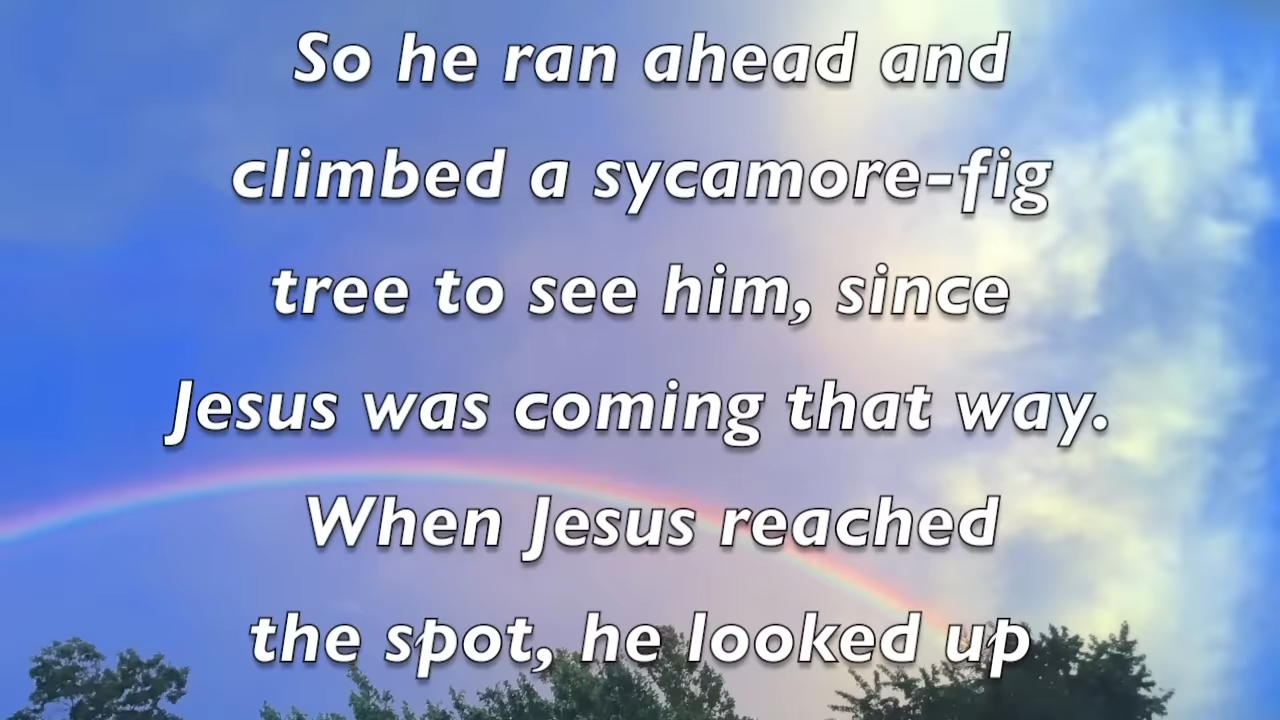 So he ran ahead and
climbed a sycamore-fig
tree to see him, since
Jesus was coming that way.
When Jesus reached
the spot, he looked up